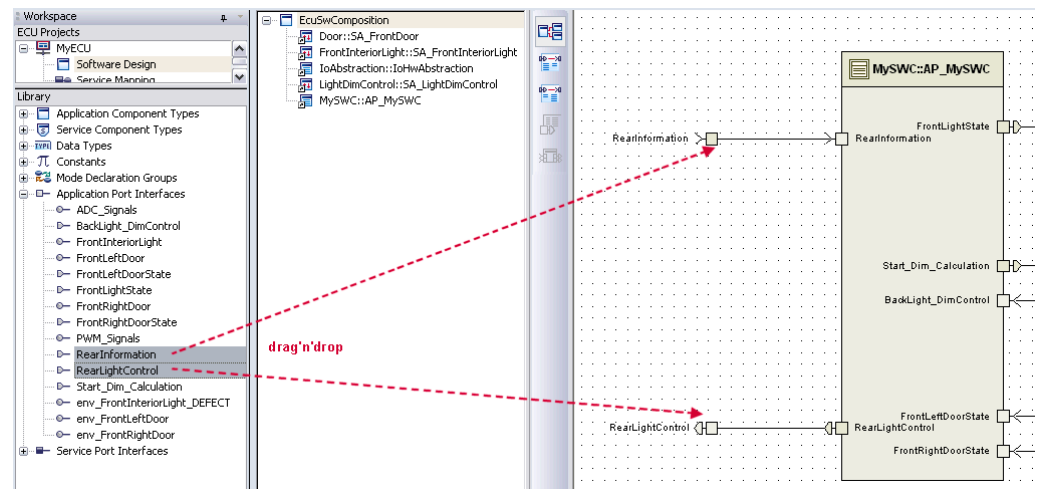 Workspace
ECU Projects
MyECU
Software Design
Service Mapping
Library
Application Component Types
Service Component Types
TYPE Data Types
π Constants
Mode Declaration Groups
Application Port Interfaces
ADC_Signals
BackLight_DimControl
FrontInteriorLight
FrontLeftDoor
FrontLeftDoorState
FrontLightState
FrontRightDoor
FrontRightDoorState
PWM_Signals
RearInformation
RearLightControl
Start_Dim_Calculation
env_FrontInteriorLight_DEFECT
env_FrontLeftDoor
env_FrontRightDoor
Service Port Interfaces
EcuSwComposition
Door::SA_FrontDoor
FrontInteriorLight::SA_FrontInteriorLight
IoAbstraction::IoHwAbstraction
LightDimControl::SA_LightDimControl
MySWC::AP_MySWC
drag'n'drop
MySWC::AP_MySWC
FrontLightState
RearInformation
RearInformation
Start_Dim_Calculation
BackLight_DimControl
FrontLeftDoorState
RearLightControl
RearLightControl
FrontRightDoorState